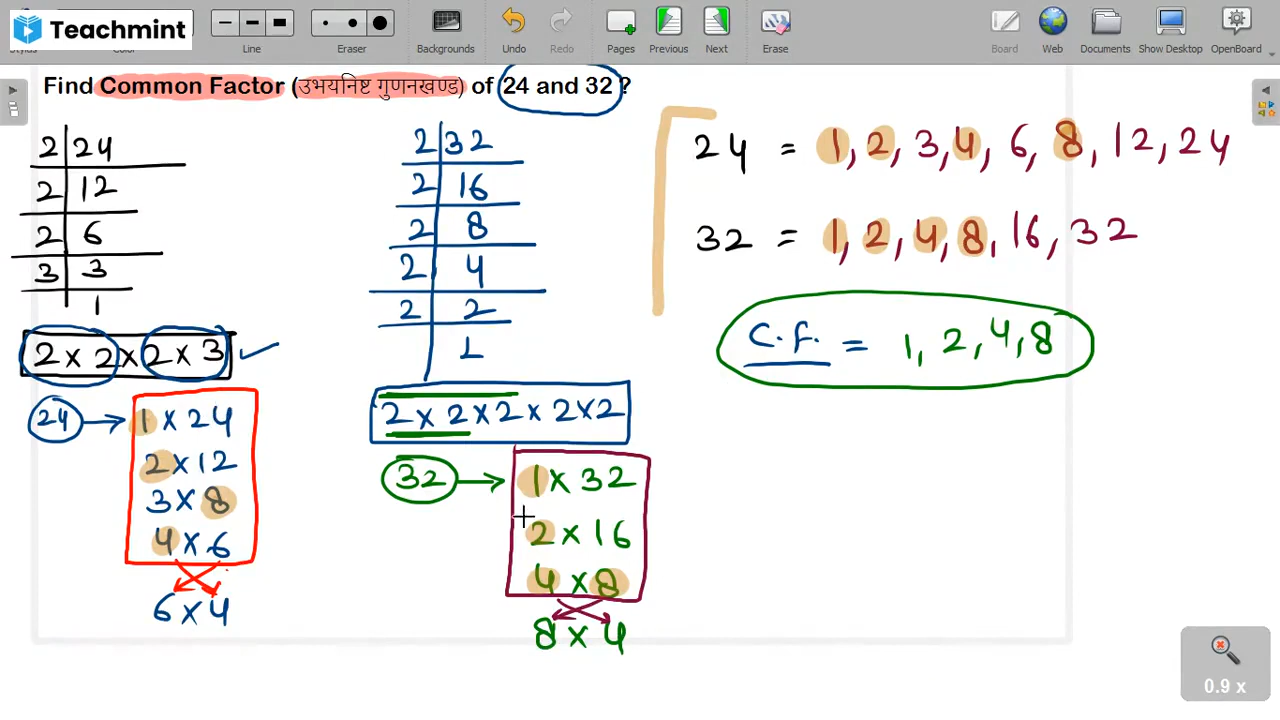 Teachmint
Color Line Eraser Backgrounds Undo Redo Pages Previous Next Erase Board Web Documents Show Desktop OpenBoard
Find Common Factor (उभयनिष्ट गुणनखण्ड) of 24 and 32 ?
2 24
2 12
2 6
3 3
1
2 × 2 × 2 × 3
24 → 1 × 24
2 × 12
3 × 8
4 × 6
6 × 4
2 32
2 16
2 8
2 4
2 2
1
2 × 2 × 2 × 2 × 2
32 → 1 × 32
2 × 16
4 × 8
8 × 4
24 = 1, 2, 3, 4, 6, 8, 12, 24
32 = 1, 2, 4, 8, 16, 32
C.F. = 1, 2, 4, 8
0.9 x